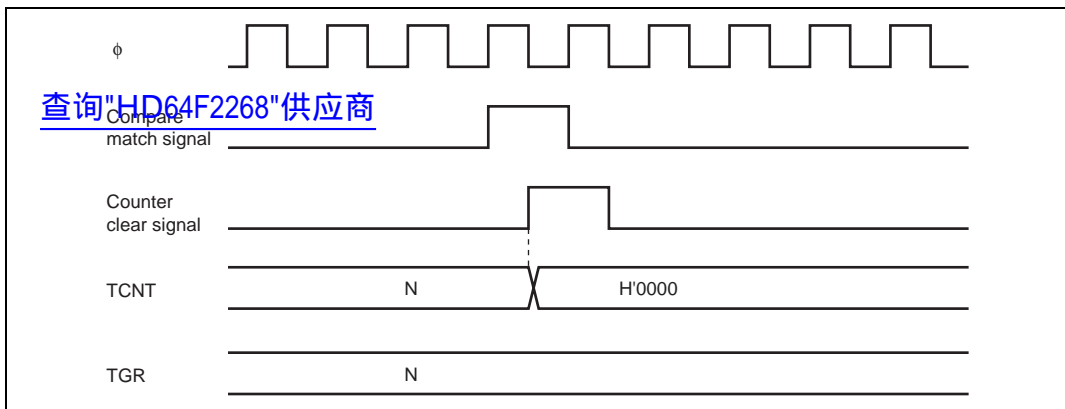 ϕ
查询"HD64F2268"供应商
Compare
match signal
Counter
clear signal
TCNT
N
H'0000
TGR
N